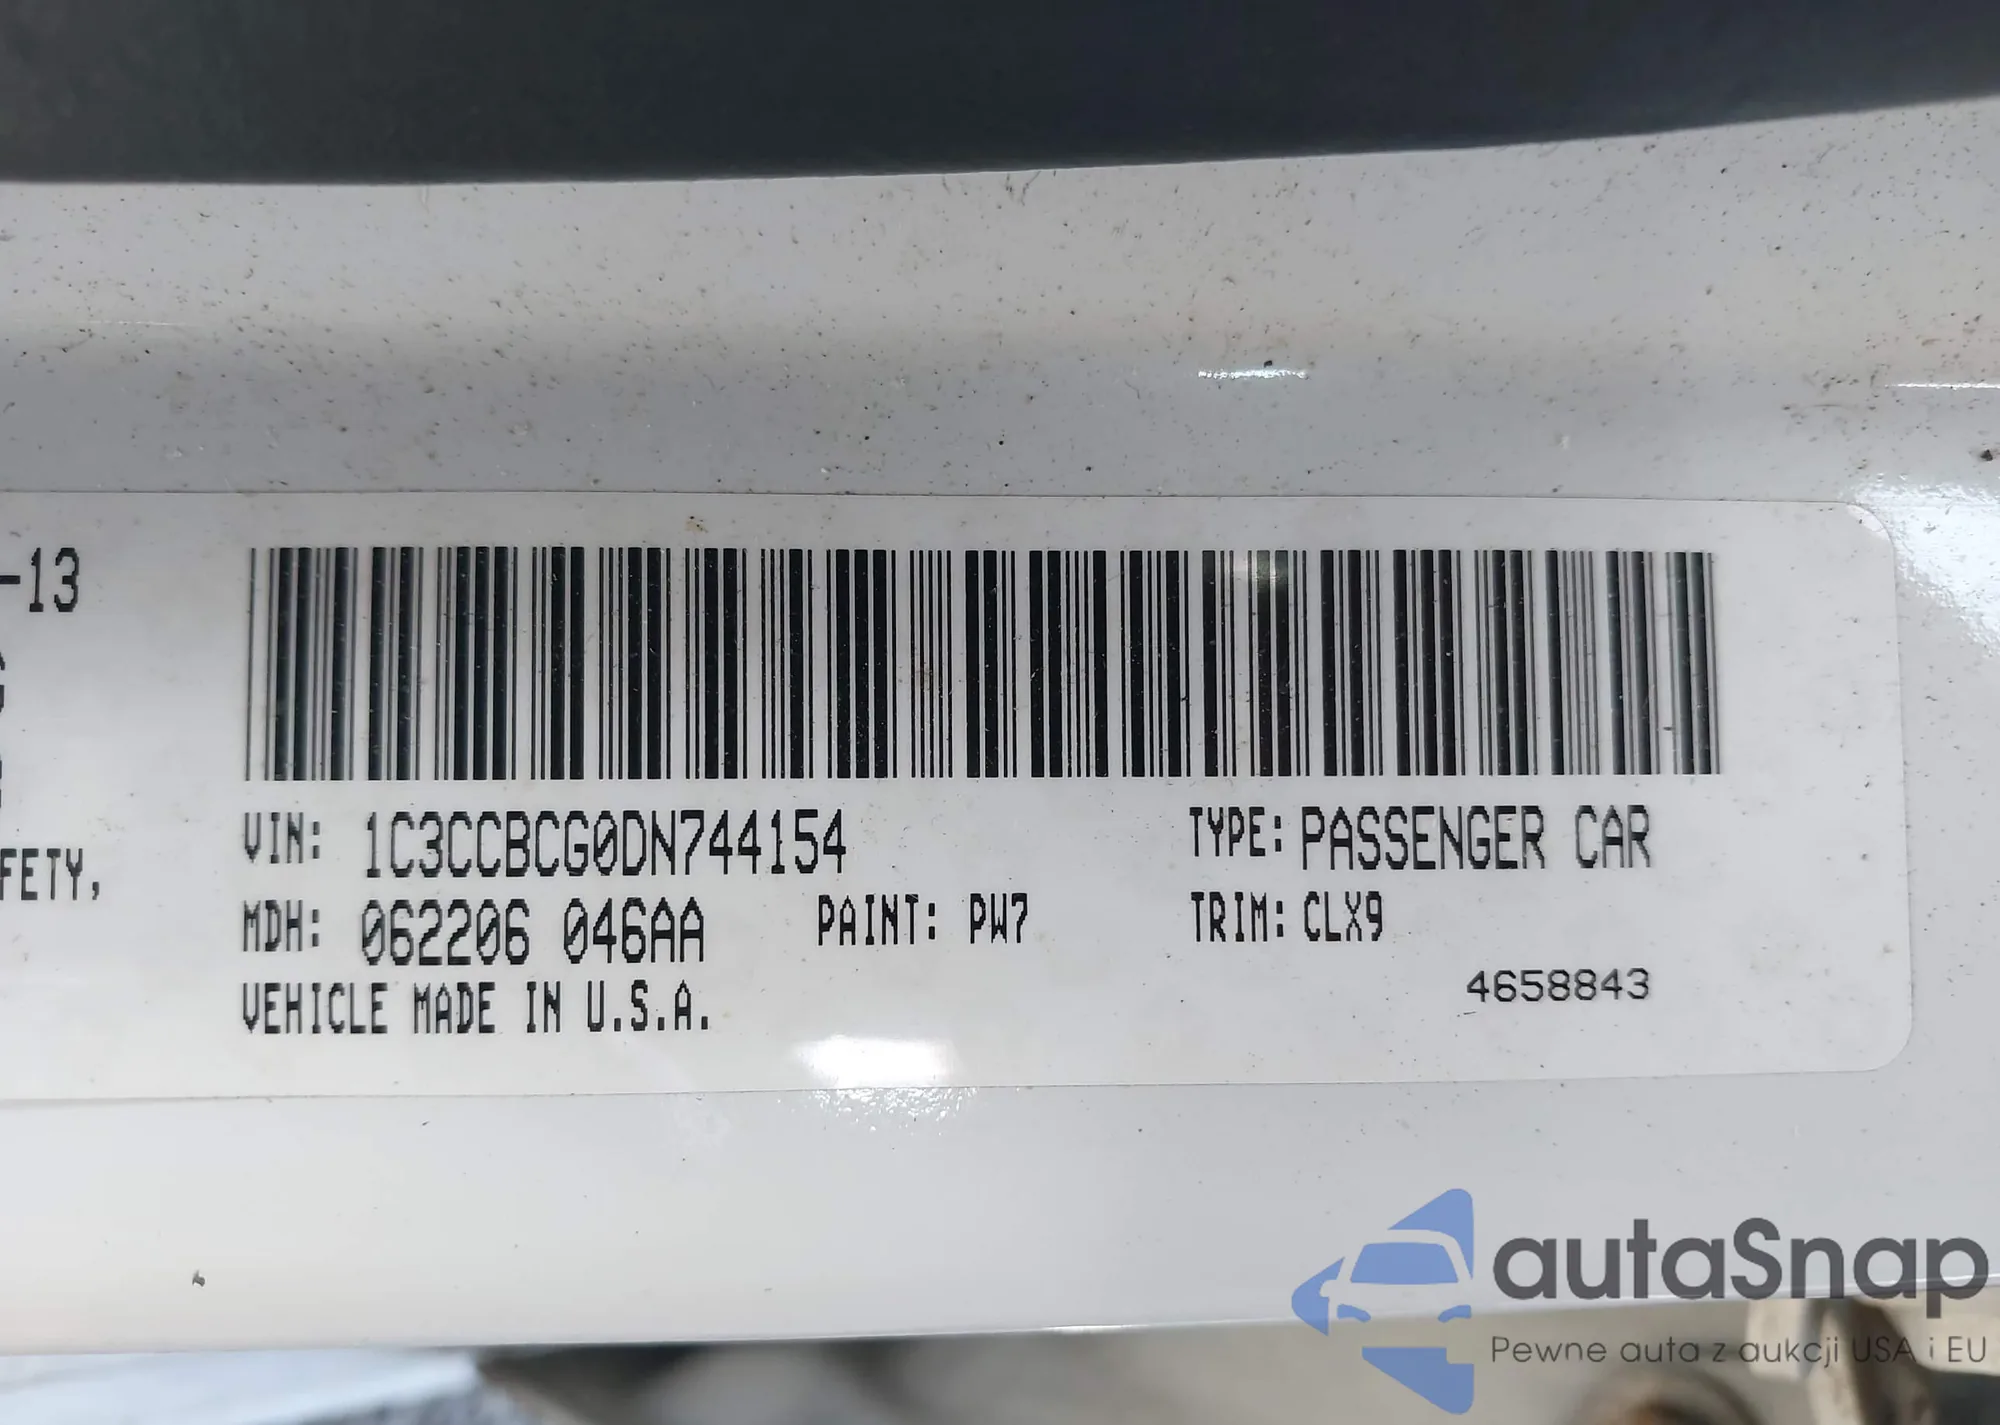 -13
FETY,
VIN: 1C3CCBCG0DN744154
TYPE: PASSENGER CAR
MDH: 062206 046AA
PAINT: PW7
TRIM: CLX9
VEHICLE MADE IN U.S.A.
4658843
autaSnap
Pewne auta z aukcji USA i EU